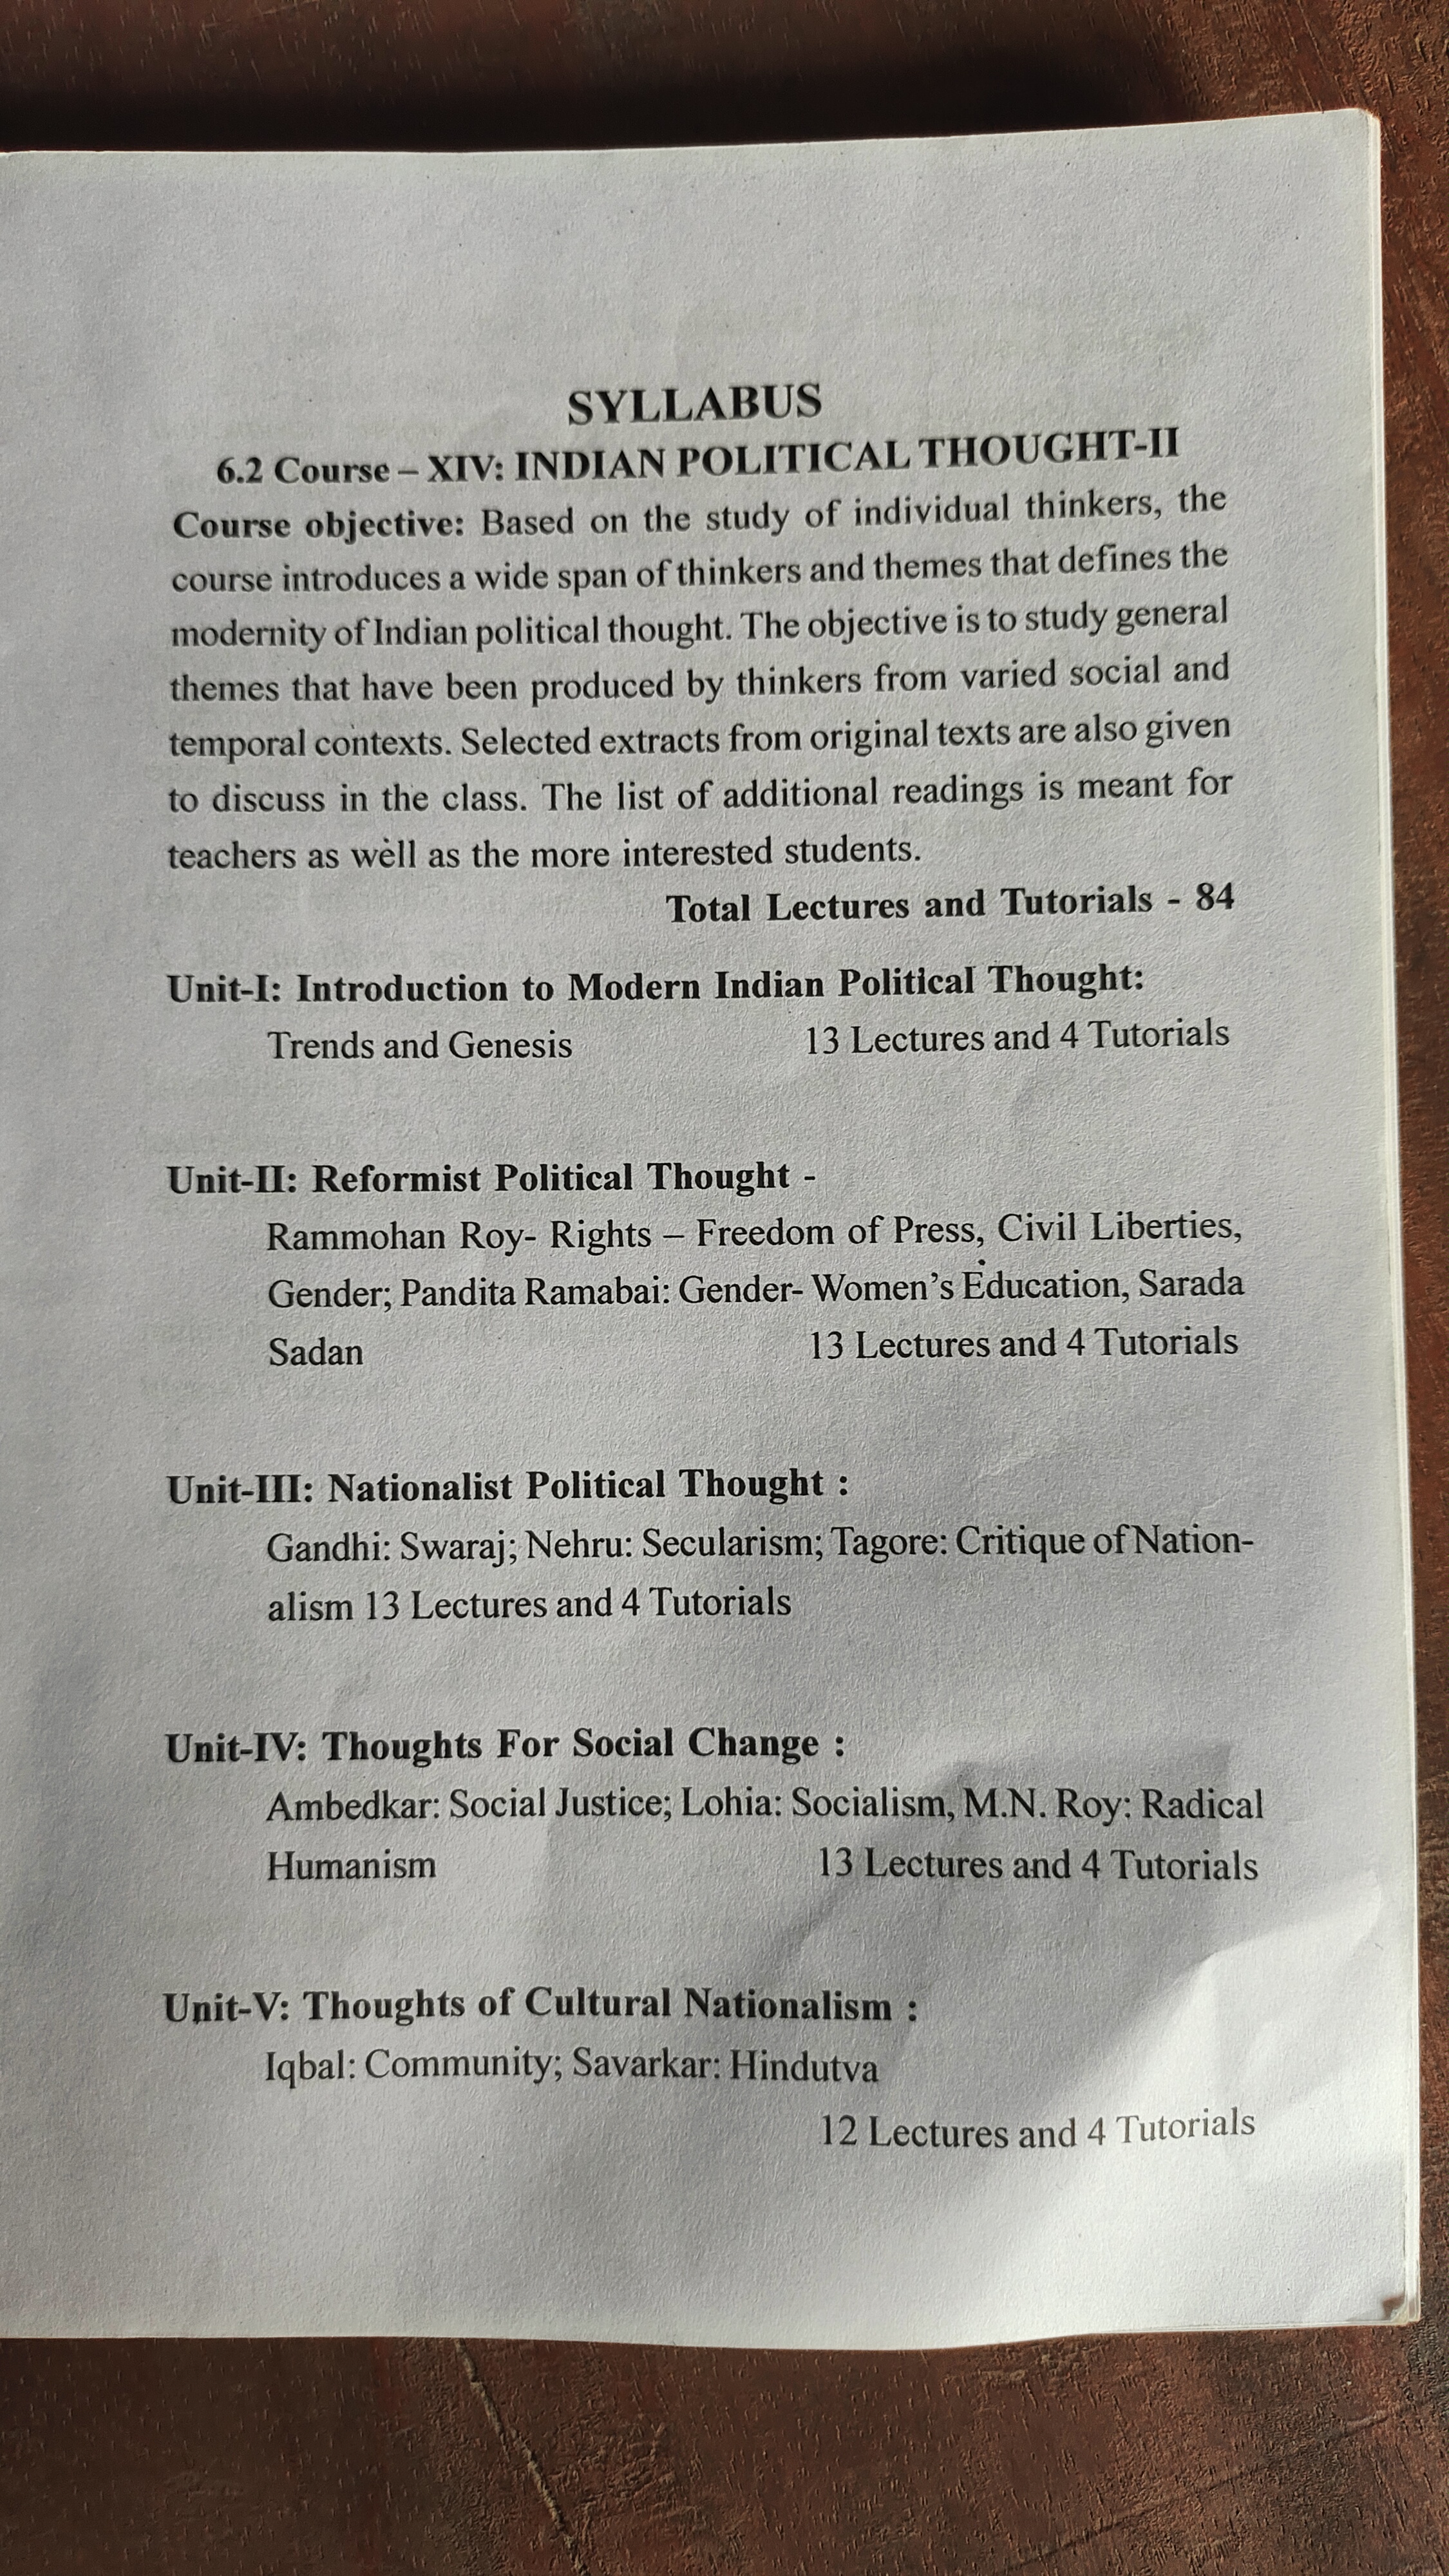 SYLLABUS
6.2 Course – XIV: INDIAN POLITICAL THOUGHT-II
Course objective: Based on the study of individual thinkers, the
course introduces a wide span of thinkers and themes that defines the
modernity of Indian political thought. The objective is to study general
themes that have been produced by thinkers from varied social and
temporal contexts. Selected extracts from original texts are also given
to discuss in the class. The list of additional readings is meant for
teachers as well as the more interested students.
Total Lectures and Tutorials - 84
Unit-I: Introduction to Modern Indian Political Thought:
Trends and Genesis 13 Lectures and 4 Tutorials
Unit-II: Reformist Political Thought -
Rammohan Roy- Rights – Freedom of Press, Civil Liberties,
Gender; Pandita Ramabai: Gender- Women's Education, Sarada
Sadan 13 Lectures and 4 Tutorials
Unit-III: Nationalist Political Thought :
Gandhi: Swaraj; Nehru: Secularism; Tagore: Critique of Nation-
alism 13 Lectures and 4 Tutorials
Unit-IV: Thoughts For Social Change :
Ambedkar: Social Justice; Lohia: Socialism, M.N. Roy: Radical
Humanism 13 Lectures and 4 Tutorials
Unit-V: Thoughts of Cultural Nationalism :
Iqbal: Community; Savarkar: Hindutva
12 Lectures and 4 Tutorials